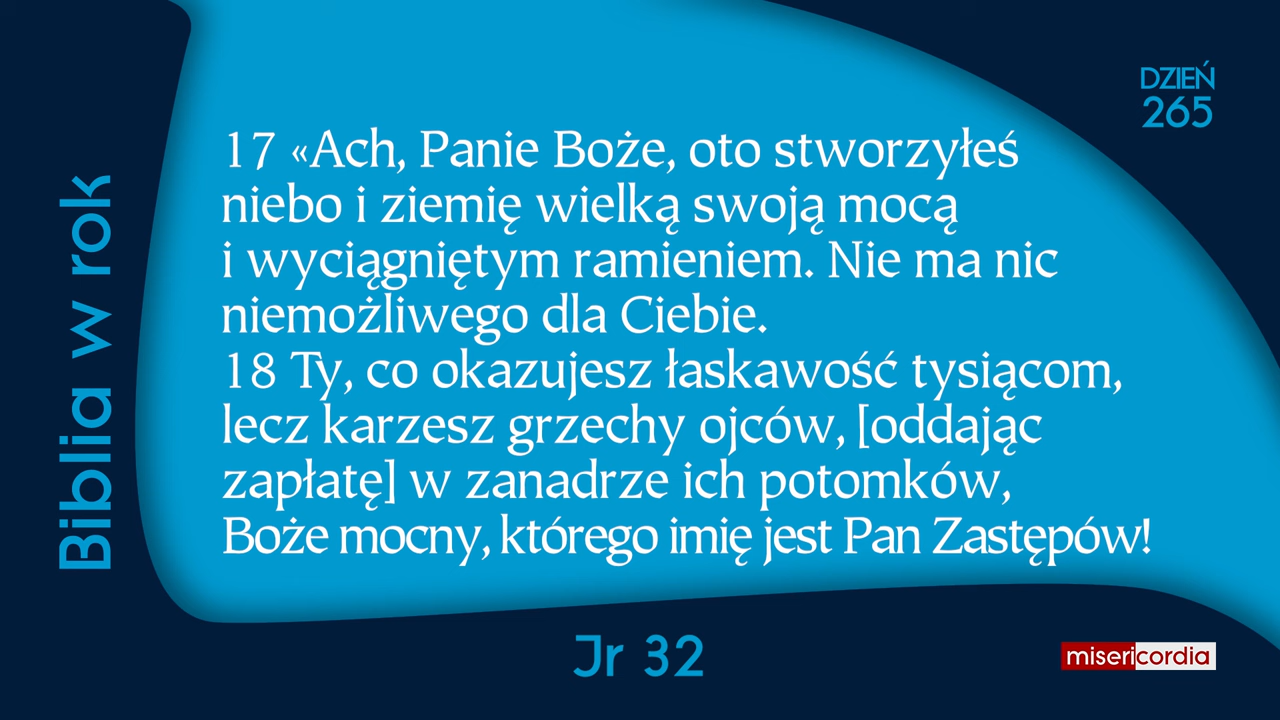 DZIEŃ
265
17 «Ach, Panie Boże, oto stworzyłeś
niebo i ziemię wielką swoją mocą
i wyciągniętym ramieniem. Nie ma nic
niemożliwego dla Ciebie.
18 Ty, co okazujesz łaskawość tysiącom,
lecz karzesz grzechy ojców, [oddając
zapłatę] w zanadrze ich potomków,
Boże mocny, którego imię jest Pan Zastępów!
Biblia w rok
Jr 32
misericordia